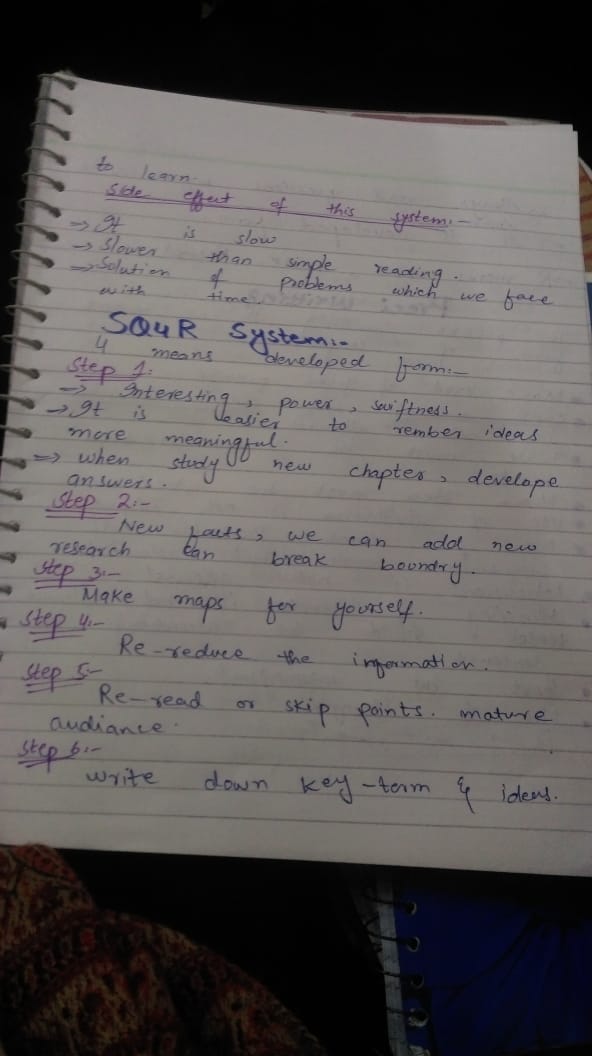 to learn.
Side effect of this system:-
→ It is slow
→ Slower than simple reading.
→ Solution of problems which we face
with time.
SQ4R System:-
4 means developed form:-
Step 1:
→ Interesting, power, swiftness.
→ It is easier to rember ideas
more meaningful.
⇒ when study new chapter, develope
answers.
Step 2:-
New facts, we can add new
research can break boundry.
Step 3:-
Make maps for yourself.
Step 4:-
Re-reduce the information.
Step 5:-
Re-read or skip points. mature
audiance.
Step 6:-
write down key-term & ideas.